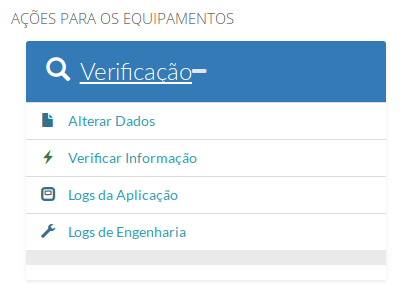 AÇÕES PARA OS EQUIPAMENTOS
Verificação
Alterar Dados
Verificar Informação
Logs da Aplicação
Logs de Engenharia